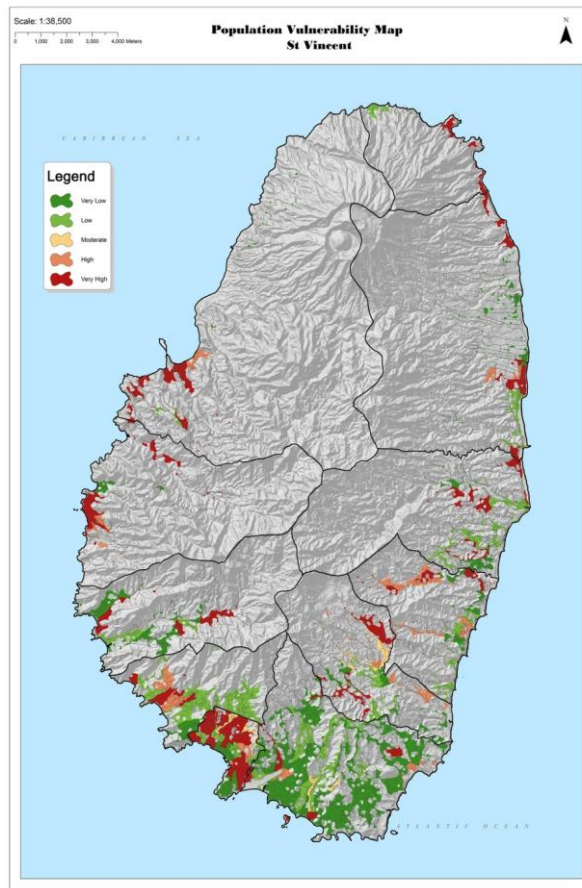 Scale: 1:38,500
0 1,000 2,000 3,000 4,000 Meters
Population Vulnerability Map
St Vincent
N
CARIBBEAN SEA
Legend
Very Low
Low
Moderate
High
Very High
ATLANTIC OCEAN